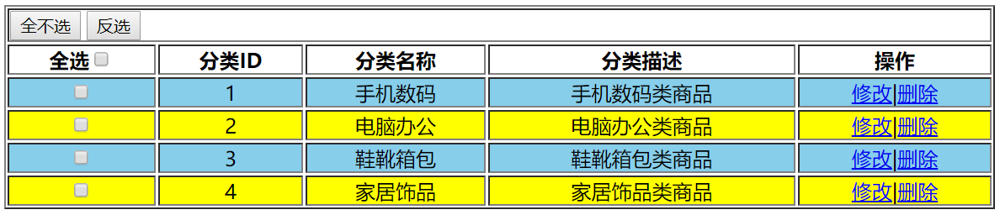 全不选 反选
全选 分类ID 分类名称 分类描述 操作
1 手机数码 手机数码类商品 修改|删除
2 电脑办公 电脑办公类商品 修改|删除
3 鞋靴箱包 鞋靴箱包类商品 修改|删除
4 家居饰品 家居饰品类商品 修改|删除